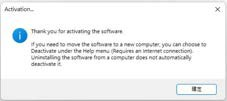 Activation...
Thank you for activating the software.
If you need to move the software to a new computer, you can choose to
Deactivate under the Help menu (Requires an Internet connection).
Uninstalling the software from a computer does not automatically
deactivate it.
確定